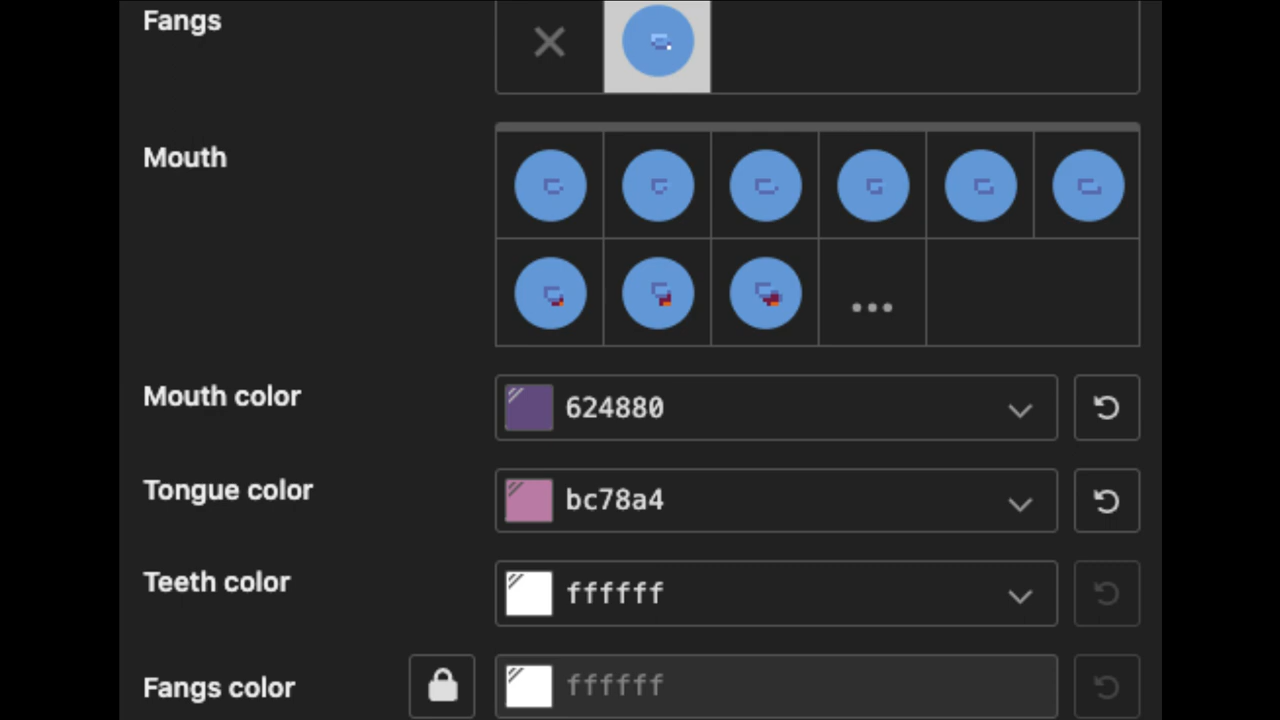 Fangs
Mouth
Mouth color
624880
Tongue color
bc78a4
Teeth color
ffffff
Fangs color
ffffff